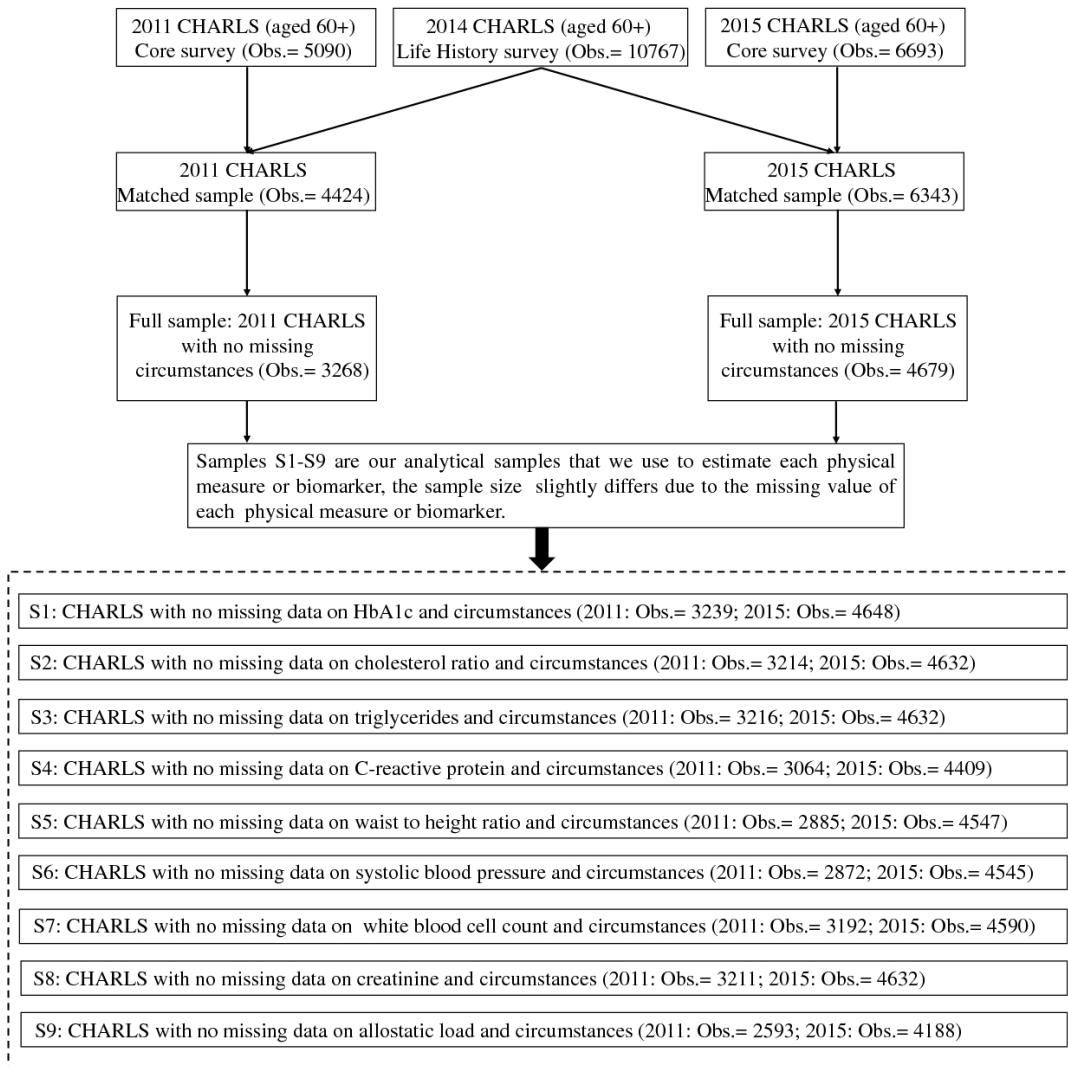 2011 CHARLS (aged 60+)
Core survey (Obs.= 5090)
2014 CHARLS (aged 60+)
Life History survey (Obs.= 10767)
2015 CHARLS (aged 60+)
Core survey (Obs.= 6693)
2011 CHARLS
Matched sample (Obs.= 4424)
2015 CHARLS
Matched sample (Obs.= 6343)
Full sample: 2011 CHARLS
with no missing
circumstances (Obs.= 3268)
Full sample: 2015 CHARLS
with no missing
circumstances (Obs.= 4679)
Samples S1-S9 are our analytical samples that we use to estimate each physical
measure or biomarker, the sample size slightly differs due to the missing value of
each physical measure or biomarker.
S1: CHARLS with no missing data on HbA1c and circumstances (2011: Obs.= 3239; 2015: Obs.= 4648)
S2: CHARLS with no missing data on cholesterol ratio and circumstances (2011: Obs.= 3214; 2015: Obs.= 4632)
S3: CHARLS with no missing data on triglycerides and circumstances (2011: Obs.= 3216; 2015: Obs.= 4632)
S4: CHARLS with no missing data on C-reactive protein and circumstances (2011: Obs.= 3064; 2015: Obs.= 4409)
S5: CHARLS with no missing data on waist to height ratio and circumstances (2011: Obs.= 2885; 2015: Obs.= 4547)
S6: CHARLS with no missing data on systolic blood pressure and circumstances (2011: Obs.= 2872; 2015: Obs.= 4545)
S7: CHARLS with no missing data on white blood cell count and circumstances (2011: Obs.= 3192; 2015: Obs.= 4590)
S8: CHARLS with no missing data on creatinine and circumstances (2011: Obs.= 3211; 2015: Obs.= 4632)
S9: CHARLS with no missing data on allostatic load and circumstances (2011: Obs.= 2593; 2015: Obs.= 4188)